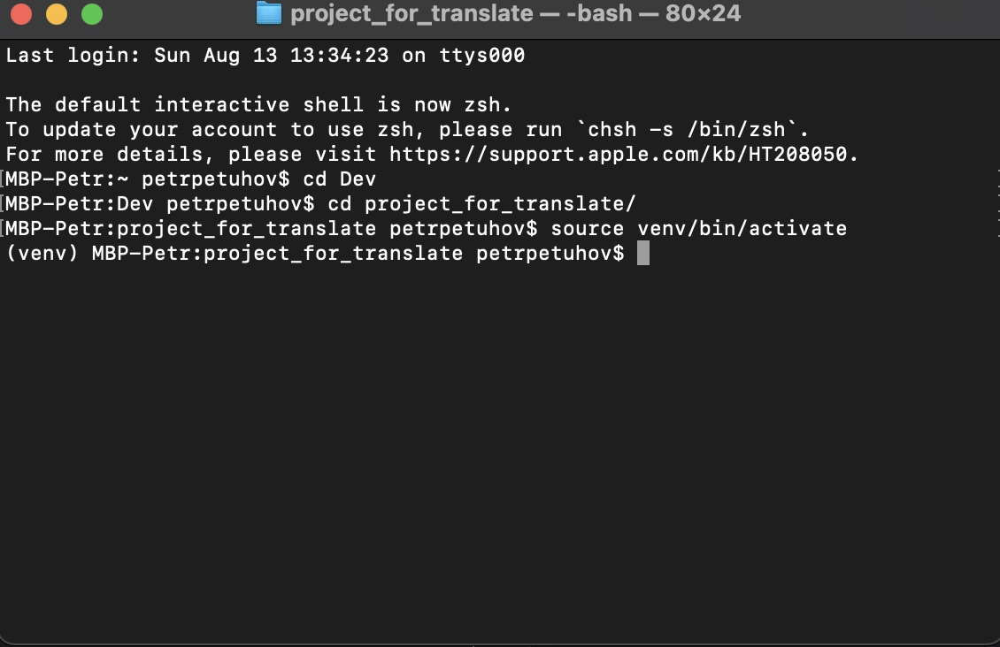 project_for_translate — -bash — 80×24
Last login: Sun Aug 13 13:34:23 on ttys000
The default interactive shell is now zsh.
To update your account to use zsh, please run `chsh -s /bin/zsh`.
For more details, please visit https://support.apple.com/kb/HT208050.
[MBP-Petr:~ petrpetuhov$ cd Dev
[MBP-Petr:Dev petrpetuhov$ cd project_for_translate/
[MBP-Petr:project_for_translate petrpetuhov$ source venv/bin/activate
(venv) MBP-Petr:project_for_translate petrpetuhov$